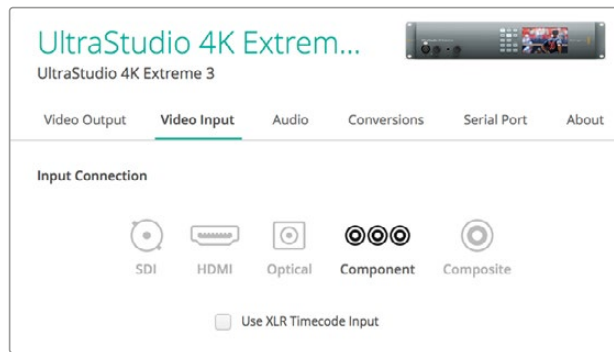 UltraStudio 4K Extrem...
UltraStudio 4K Extreme 3
Video Output Video Input Audio Conversions Serial Port About
Input Connection
SDI HDMI Optical Component Composite
Use XLR Timecode Input